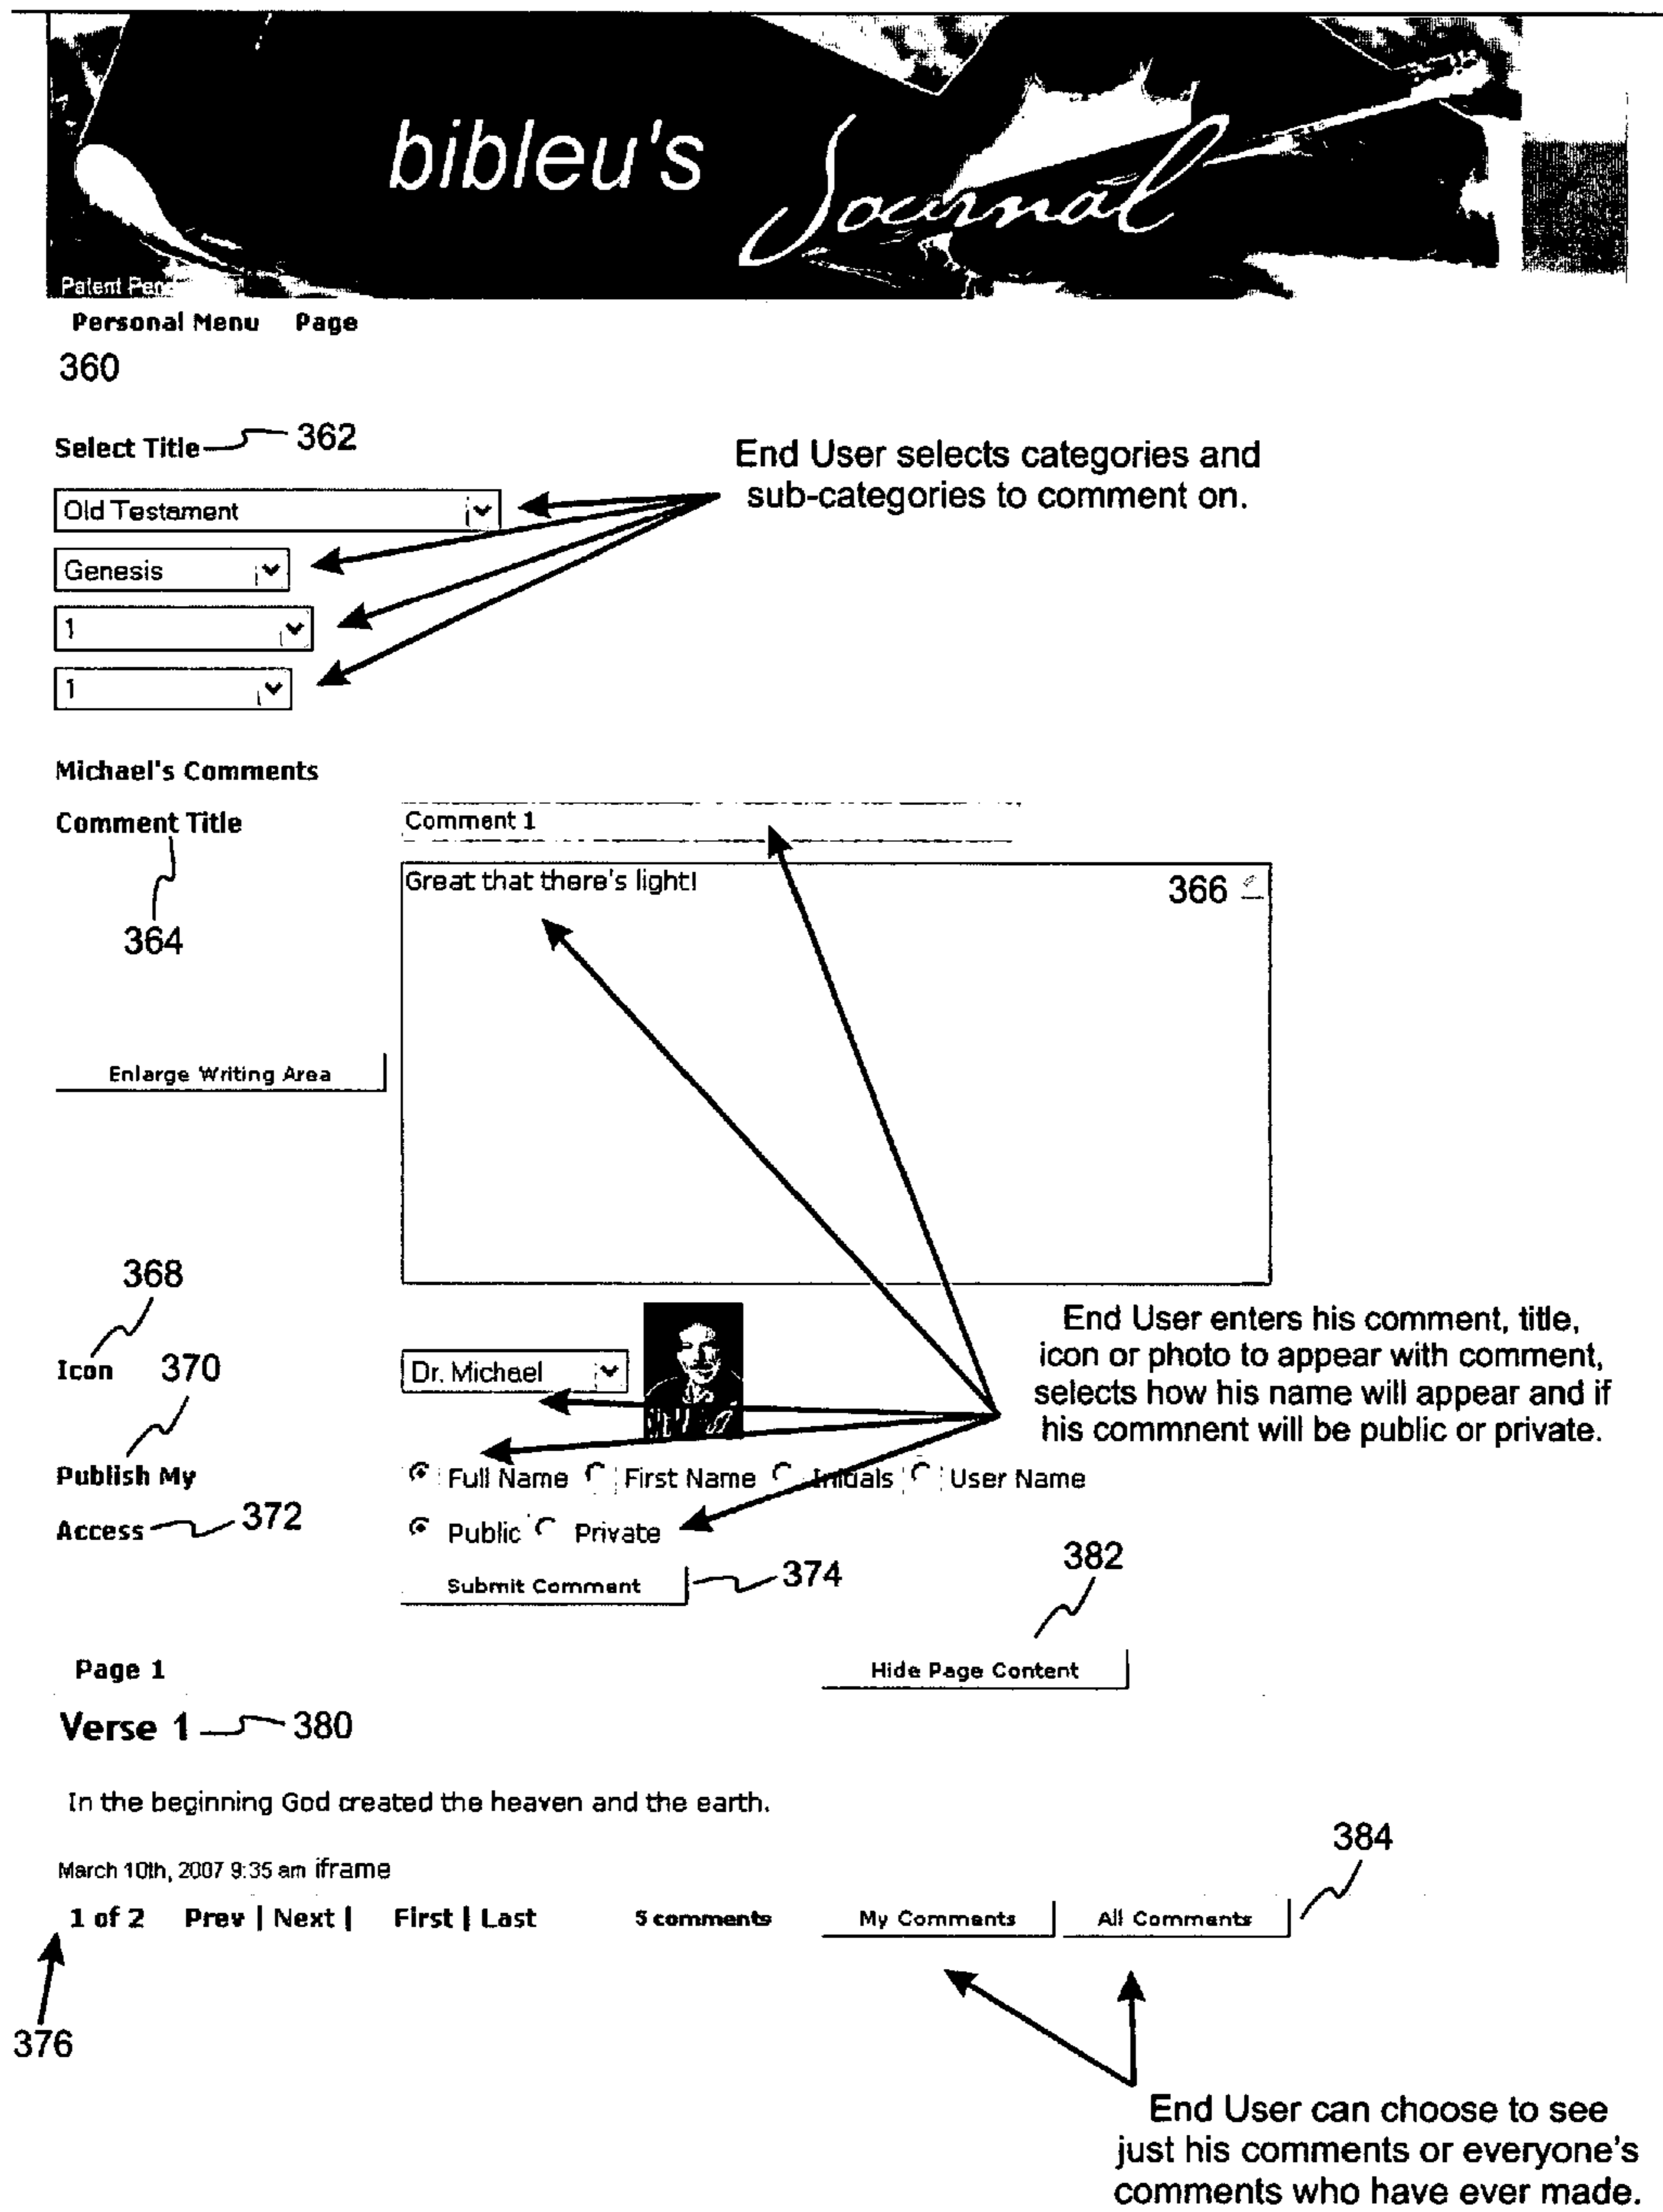 bibleu's Journal
Patent Pend
Personal Menu Page
360
Select Title 362
End User selects categories and
sub-categories to comment on.
Old Testament
Genesis
1
1
Michael's Comments
Comment Title Comment 1
Great that there's light! 366
364
Enlarge Writing Area
368
End User enters his comment, title,
icon or photo to appear with comment,
selects how his name will appear and if
his commnent will be public or private.
Icon 370 Dr. Michael
Publish My Full Name First Name Initials User Name
Access 372 Public Private
Submit Comment 374
382
Page 1 Hide Page Content
Verse 1 380
In the beginning God created the heaven and the earth.
384
March 10th, 2007 9:35 am iframe
1 of 2 Prev | Next | First | Last 5 comments My Comments All Comments
376
End User can choose to see
just his comments or everyone's
comments who have ever made.